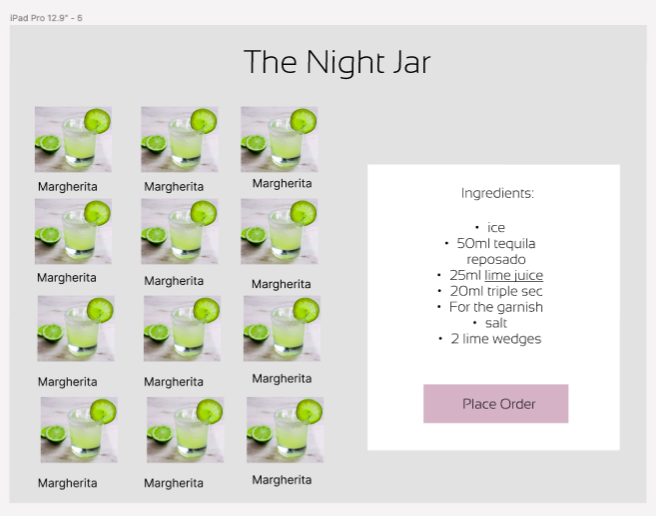 iPad Pro 12.9" - 5
The Night Jar
Margherita
Margherita
Margherita
Margherita
Margherita
Margherita
Margherita
Margherita
Margherita
Margherita
Margherita
Margherita
Ingredients:
• ice
• 50ml tequila
reposado
• 25ml lime juice
• 20ml triple sec
• For the garnish
• salt
• 2 lime wedges
Place Order